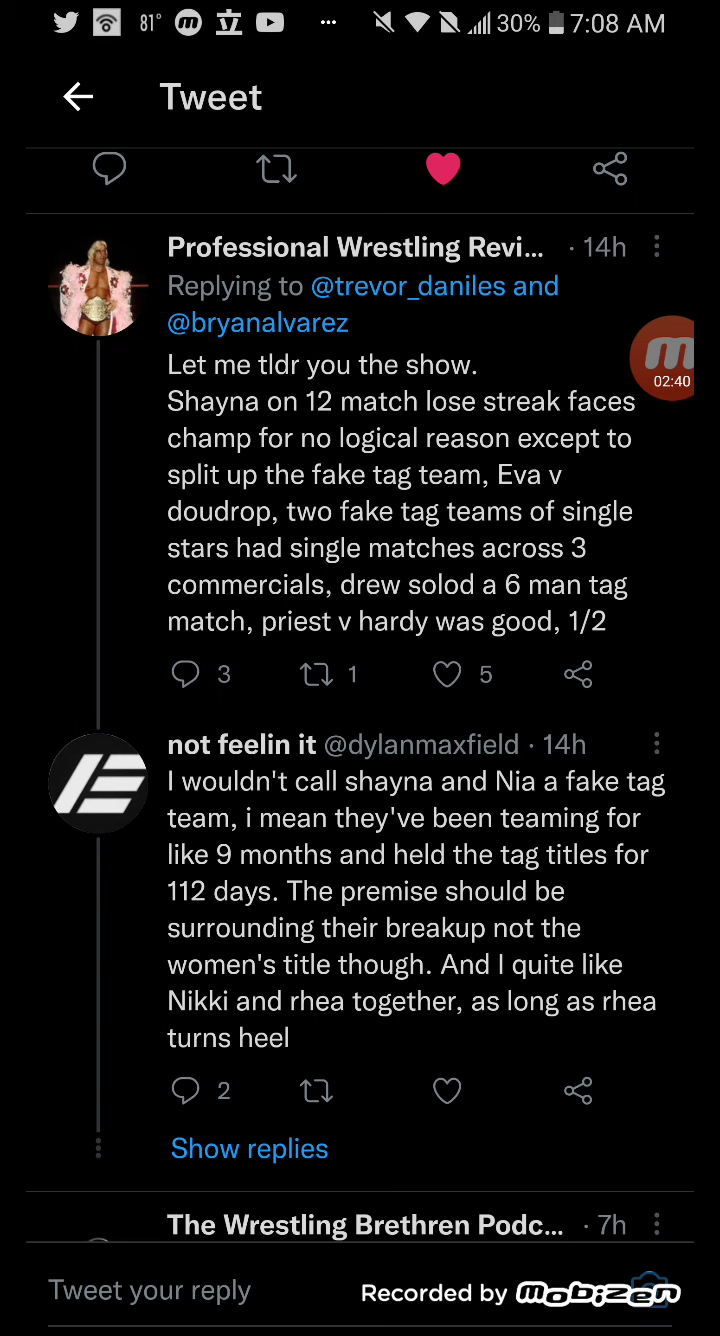 81° 30% 7:08 AM
Tweet
Professional Wrestling Revi... · 14h
Replying to @trevor_daniles and
@bryanalvarez
Let me tldr you the show.
02:40
Shayna on 12 match lose streak faces
champ for no logical reason except to
split up the fake tag team, Eva v
doudrop, two fake tag teams of single
stars had single matches across 3
commercials, drew solod a 6 man tag
match, priest v hardy was good, 1/2
3 1 5
not feelin it @dylanmaxfield · 14h
I wouldn't call shayna and Nia a fake tag
team, i mean they've been teaming for
like 9 months and held the tag titles for
112 days. The premise should be
surrounding their breakup not the
women's title though. And I quite like
Nikki and rhea together, as long as rhea
turns heel
2
Show replies
The Wrestling Brethren Podc... · 7h
Tweet your reply
Recorded by mobizen